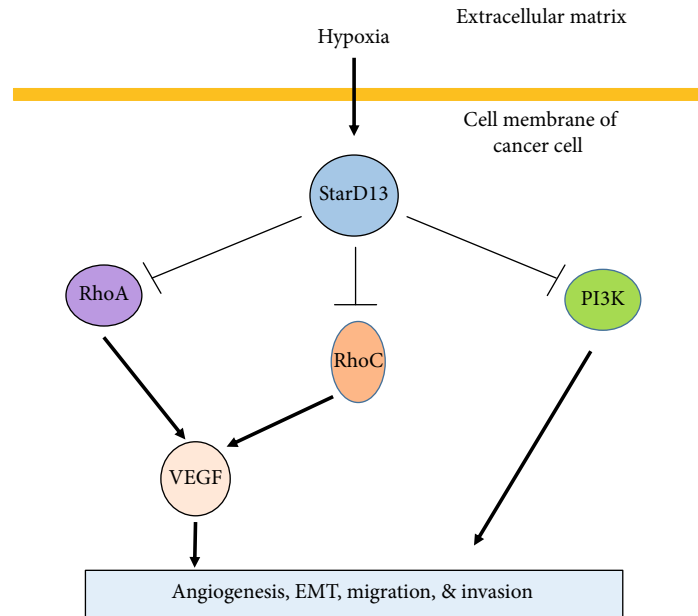 Extracellular matrix
Hypoxia
Cell membrane of
cancer cell
StarD13
RhoA
PI3K
RhoC
VEGF
Angiogenesis, EMT, migration, & invasion